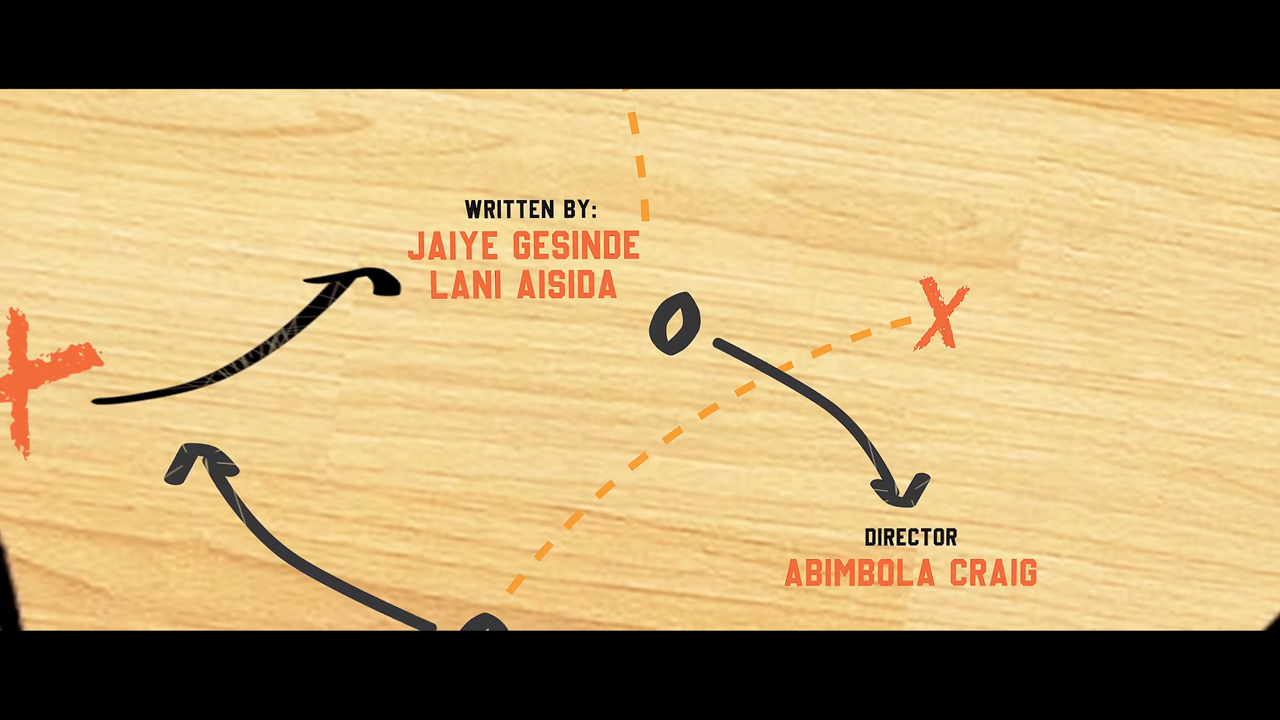 WRITTEN BY:
JAIYE GESINDE
LANI AISIDA
DIRECTOR
ABIMBOLA CRAIG